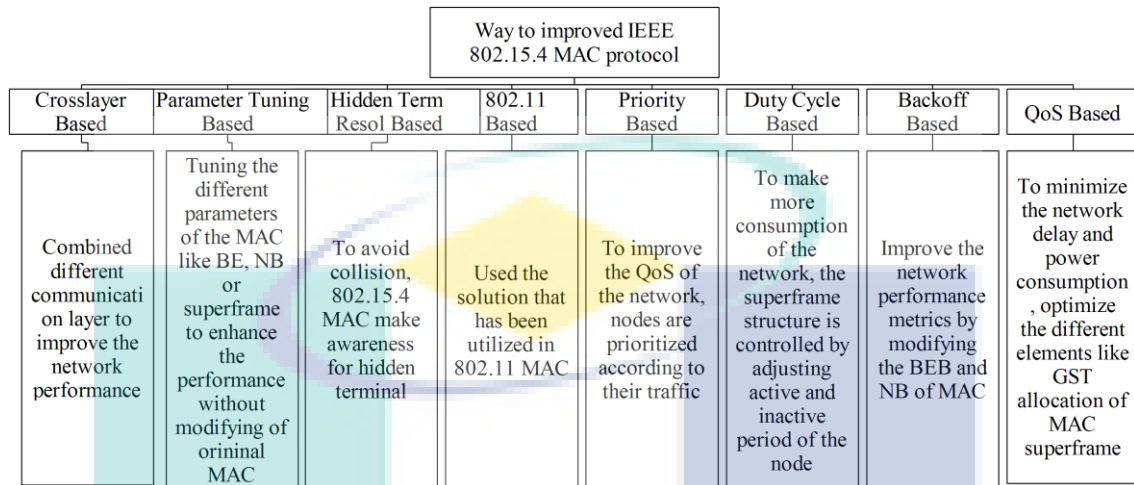 Way to improved IEEE
802.15.4 MAC protocol
Crosslayer
Based
Parameter Tuning
Based
Hidden Term
Resol Based
802.11
Based
Priority
Based
Duty Cycle
Based
Backoff
Based
QoS Based
Combined
different
communicati
on layer to
improve the
network
performance
Tuning the
different
parameters
of the MAC
like BE, NB
or
superframe
to enhance
the
performance
without
modifying of
orininal
MAC
To avoid
collision,
802.15.4
MAC make
awareness
for hidden
terminal
Used the
solution that
has been
utilized in
802.11 MAC
To improve
the QoS of
the network,
nodes are
prioritized
according to
their traffic
To make
more
consumption
of the
network, the
superframe
structure is
controlled by
adjusting
active and
inactive
period of the
node
Improve the
network
performance
metrics by
modifying
the BEB and
NB of MAC
To minimize
the network
delay and
power
consumption
, optimize
the different
elements like
GST
allocation of
MAC
superframe